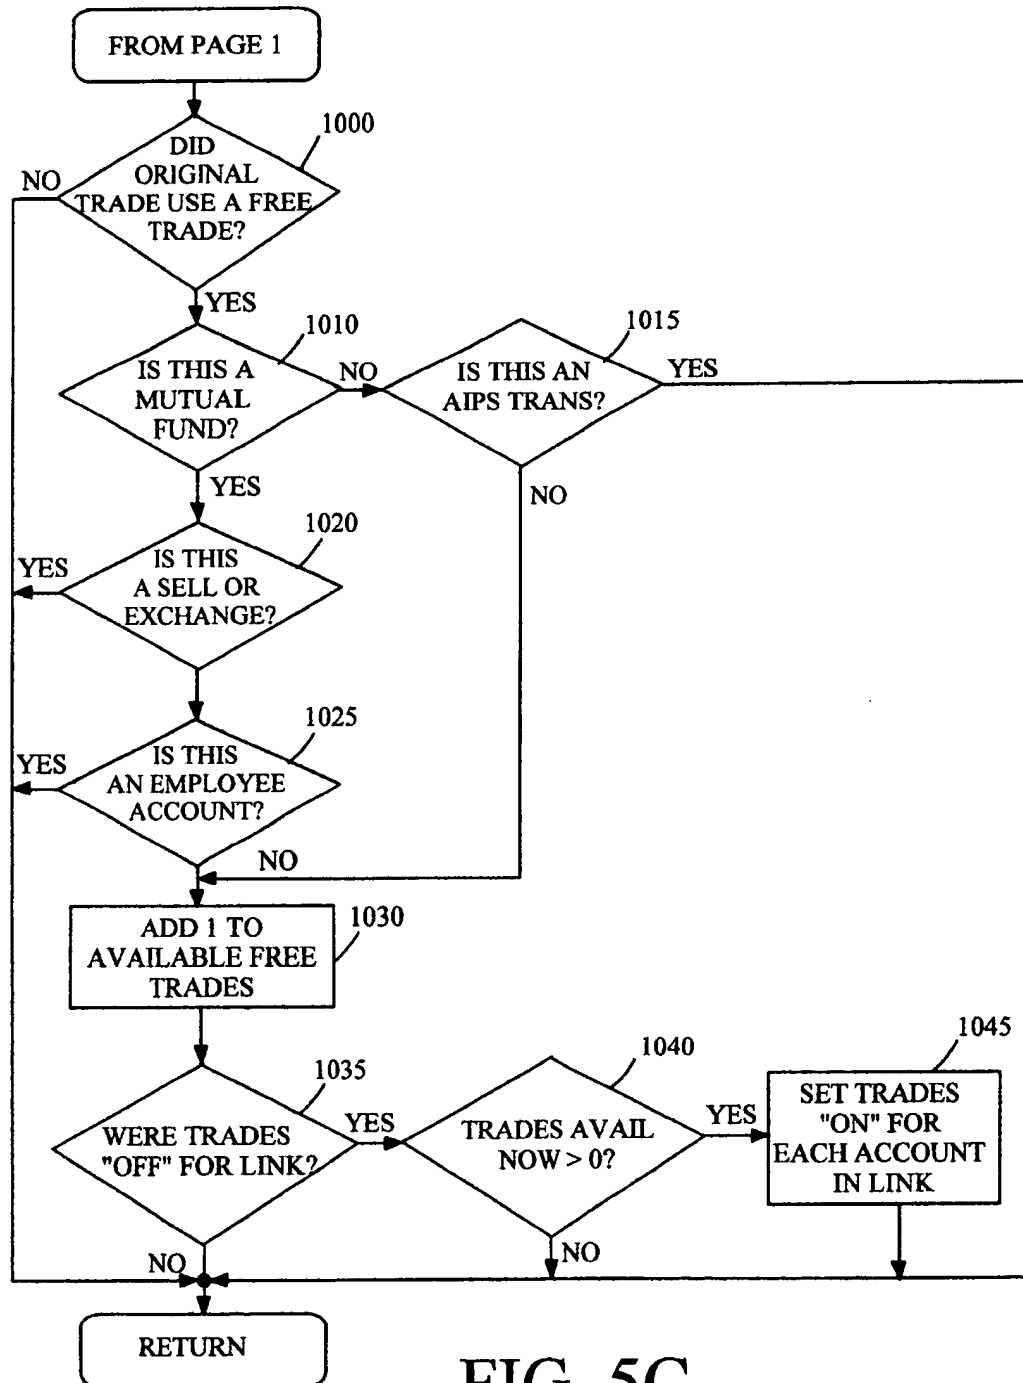 FROM PAGE 1
1000
DID
ORIGINAL
TRADE USE A FREE
TRADE?
NO
YES
1010
IS THIS A
MUTUAL
FUND?
NO
1015
IS THIS AN
AIPS TRANS?
YES
YES
NO
1020
IS THIS
A SELL OR
EXCHANGE?
YES
1025
IS THIS
AN EMPLOYEE
ACCOUNT?
YES
NO
1030
ADD 1 TO
AVAILABLE FREE
TRADES
1035
WERE TRADES
"OFF" FOR LINK?
YES
1040
TRADES AVAIL
NOW > 0?
YES
1045
SET TRADES
"ON" FOR
EACH ACCOUNT
IN LINK
NO
NO
RETURN
FIG. 5C